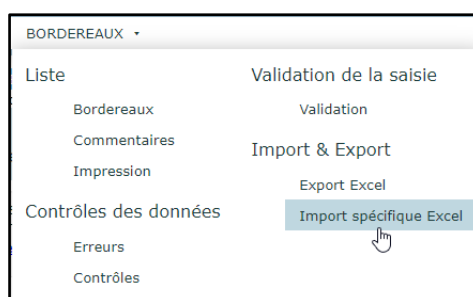 BORDEREAUX
Liste
Bordereaux
Commentaires
Impression
Contrôles des données
Erreurs
Contrôles
Validation de la saisie
Validation
Import & Export
Export Excel
Import spécifique Excel